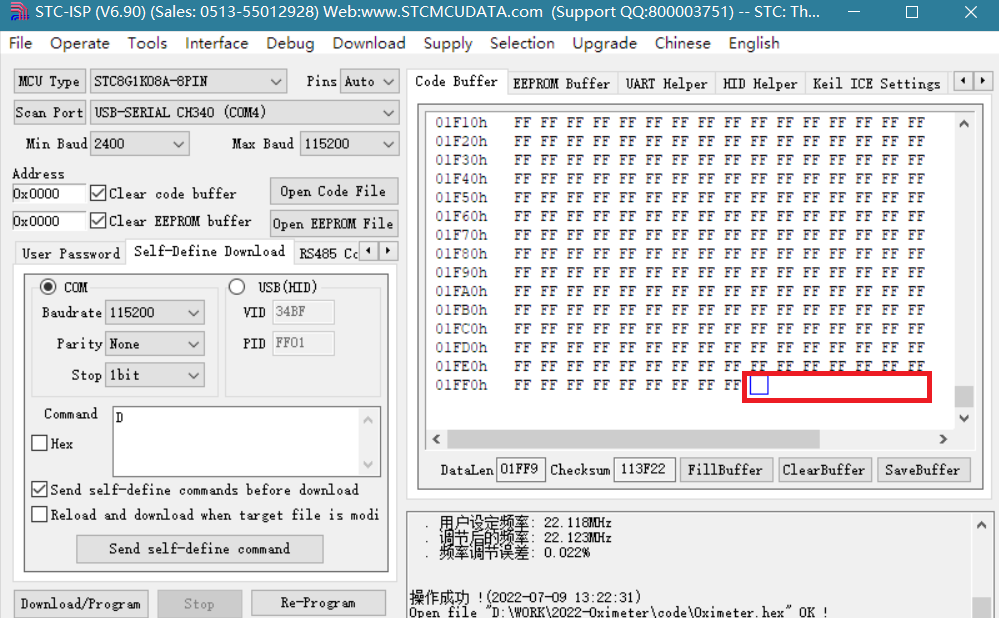 STC-ISP (V6.90) (Sales: 0513-55012928) Web:www.STCMCUDATA.com (Support QQ:800003751) -- STC: Th...
File Operate Tools Interface Debug Download Supply Selection Upgrade Chinese English
MCU Type STC8G1K08A-8PIN Pins Auto
Scan Port USB-SERIAL CH340 (COM4)
Min Baud 2400 Max Baud 115200
Address
0x0000 Clear code buffer Open Code File
0x0000 Clear EEPROM buffer Open EEPROM File
User Password Self-Define Download RS485 Co
COM USB(HID)
Baudrate 115200 VID 34BF
Parity None PID FF01
Stop 1bit
Command D
Hex
Send self-define commands before download
Reload and download when target file is modi
Send self-define command
Download/Program Stop Re-Program
Code Buffer EEPROM Buffer UART Helper HID Helper Keil ICE Settings
01F10h FF FF FF FF FF FF FF FF FF FF FF FF FF FF FF FF
01F20h FF FF FF FF FF FF FF FF FF FF FF FF FF FF FF FF
01F30h FF FF FF FF FF FF FF FF FF FF FF FF FF FF FF FF
01F40h FF FF FF FF FF FF FF FF FF FF FF FF FF FF FF FF
01F50h FF FF FF FF FF FF FF FF FF FF FF FF FF FF FF FF
01F60h FF FF FF FF FF FF FF FF FF FF FF FF FF FF FF FF
01F70h FF FF FF FF FF FF FF FF FF FF FF FF FF FF FF FF
01F80h FF FF FF FF FF FF FF FF FF FF FF FF FF FF FF FF
01F90h FF FF FF FF FF FF FF FF FF FF FF FF FF FF FF FF
01FA0h FF FF FF FF FF FF FF FF FF FF FF FF FF FF FF FF
01FB0h FF FF FF FF FF FF FF FF FF FF FF FF FF FF FF FF
01FC0h FF FF FF FF FF FF FF FF FF FF FF FF FF FF FF FF
01FD0h FF FF FF FF FF FF FF FF FF FF FF FF FF FF FF FF
01FE0h FF FF FF FF FF FF FF FF FF FF FF FF FF FF FF FF
01FF0h FF FF FF FF FF FF FF FF FF
DataLen 01FF9 Checksum 113F22 FillBuffer ClearBuffer SaveBuffer
. 用户设定频率: 22.118MHz
. 调节后的频率: 22.123MHz
. 频率调节误差: 0.022%
操作成功 !(2022-07-09 13:22:31)
Open file "D:\WORK\2022-Oximeter\code\Oximeter.hex" OK !